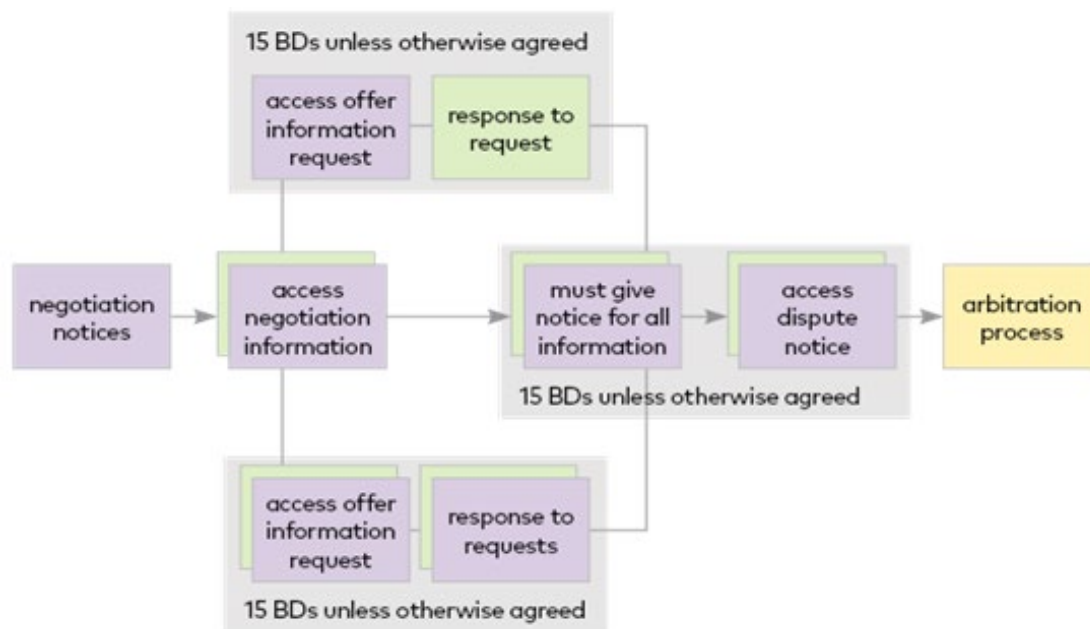 15 BDs unless otherwise agreed
access offer
information
request
response to
request
negotiation
notices
access
negotiation
information
must give
notice for all
information
access
dispute
notice
arbitration
process
15 BDs unless otherwise agreed
access offer
information
request
response to
requests
15 BDs unless otherwise agreed